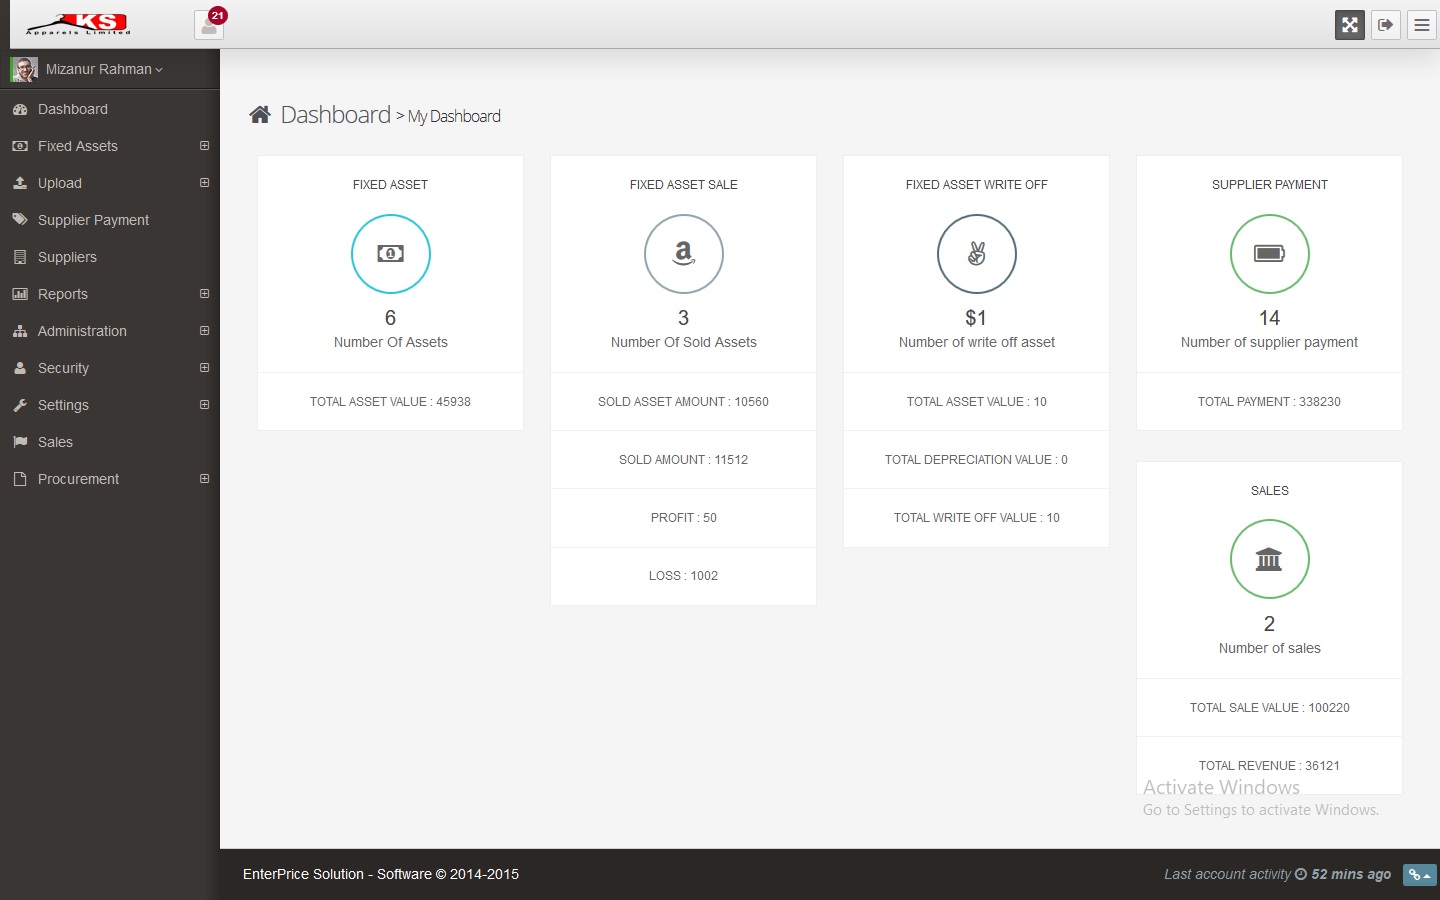 KS
Apparels Limited
21
Mizanur Rahman
Dashboard
Fixed Assets
Upload
Supplier Payment
Suppliers
Reports
Administration
Security
Settings
Sales
Procurement
Dashboard > My Dashboard
FIXED ASSET
6
Number Of Assets
TOTAL ASSET VALUE : 45938
FIXED ASSET SALE
3
Number Of Sold Assets
SOLD ASSET AMOUNT : 10560
SOLD AMOUNT : 11512
PROFIT : 50
LOSS : 1002
FIXED ASSET WRITE OFF
$1
Number of write off asset
TOTAL ASSET VALUE : 10
TOTAL DEPRECIATION VALUE : 0
TOTAL WRITE OFF VALUE : 10
SUPPLIER PAYMENT
14
Number of supplier payment
TOTAL PAYMENT : 338230
SALES
2
Number of sales
TOTAL SALE VALUE : 100220
TOTAL REVENUE : 36121
Activate Windows
Go to Settings to activate Windows.
EnterPrice Solution - Software © 2014-2015
Last account activity 52 mins ago